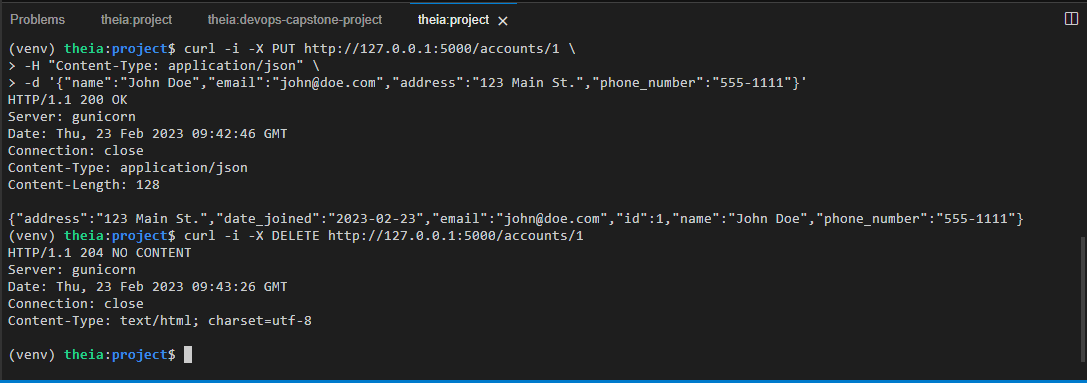 Problems theia:project theia:devops-capstone-project theia:project
(venv) theia:project$ curl -i -X PUT http://127.0.0.1:5000/accounts/1 \
> -H "Content-Type: application/json" \
> -d '{"name":"John Doe","email":"john@doe.com","address":"123 Main St.","phone_number":"555-1111"}'
HTTP/1.1 200 OK
Server: gunicorn
Date: Thu, 23 Feb 2023 09:42:46 GMT
Connection: close
Content-Type: application/json
Content-Length: 128
{"address":"123 Main St.","date_joined":"2023-02-23","email":"john@doe.com","id":1,"name":"John Doe","phone_number":"555-1111"}
(venv) theia:project$ curl -i -X DELETE http://127.0.0.1:5000/accounts/1
HTTP/1.1 204 NO CONTENT
Server: gunicorn
Date: Thu, 23 Feb 2023 09:43:26 GMT
Connection: close
Content-Type: text/html; charset=utf-8
(venv) theia:project$